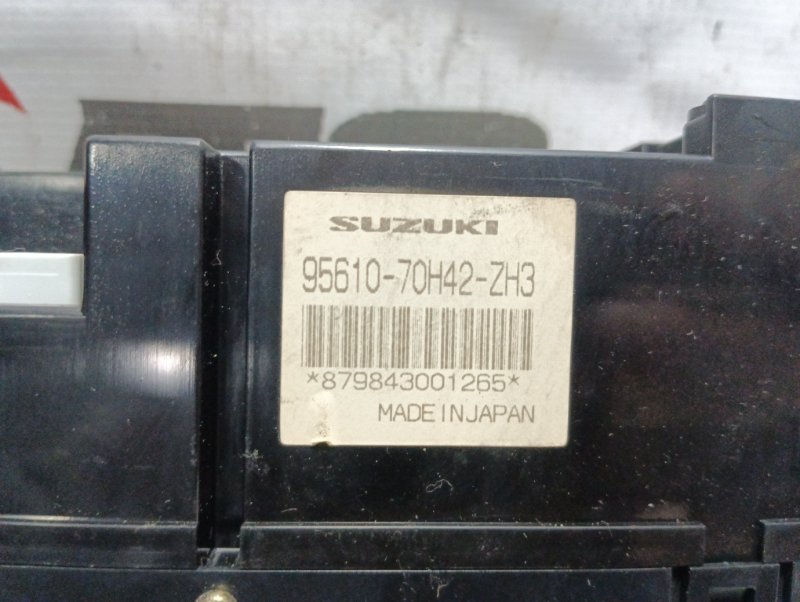 SUZUKI
95610-70H42-ZH3
*879843001265*
MADE IN JAPAN